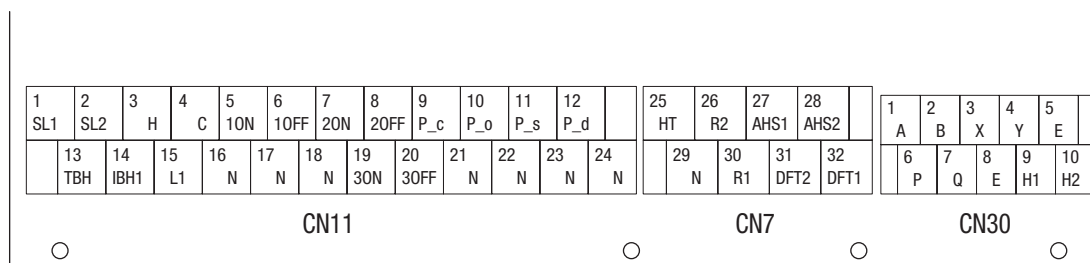 1 2 3 4 5 6 7 8 9 10 11 12
SL1 SL2 H C 1ON 1OFF 2ON 2OFF P_c P_o P_s P_d
13 14 15 16 17 18 19 20 21 22 23 24
TBH IBH1 L1 N N N 3ON 3OFF N N N N
CN11
25 26 27 28
HT R2 AHS1 AHS2
29 30 31 32
N R1 DFT2 DFT1
CN7
1 2 3 4 5
A B X Y E
6 7 8 9 10
P Q E H1 H2
CN30